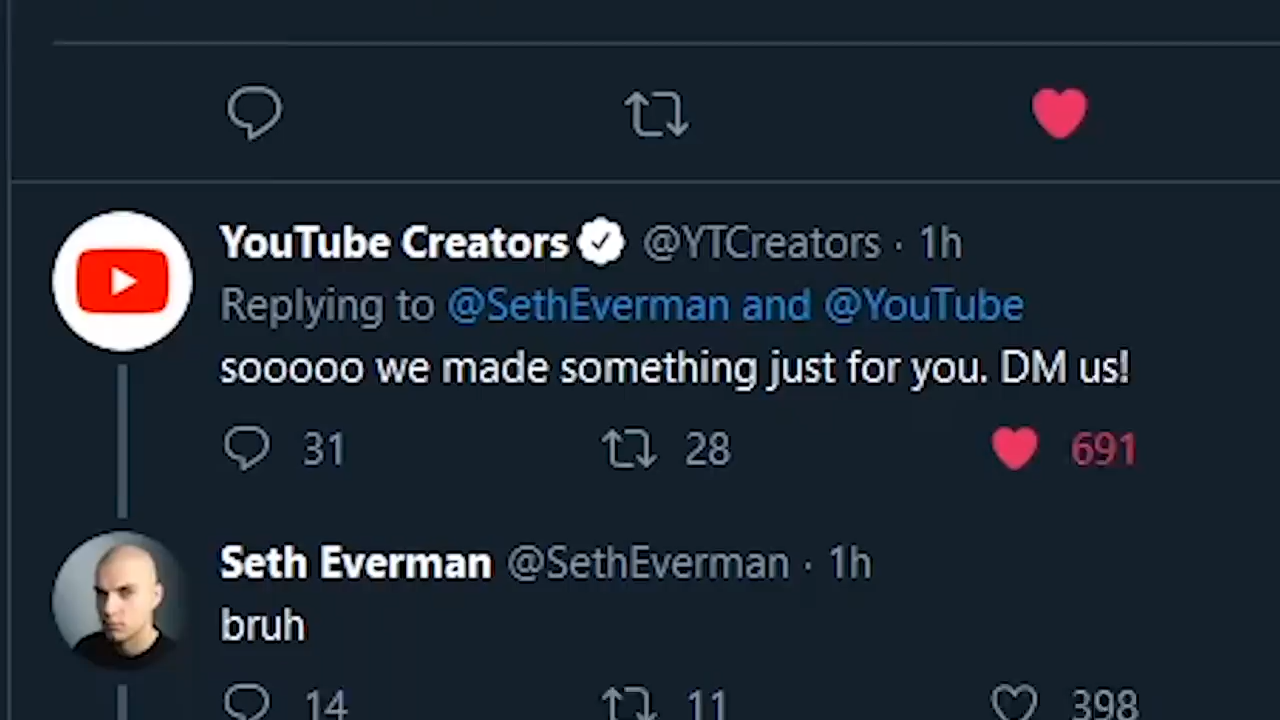 YouTube Creators @YTCreators · 1h
Replying to @SethEverman and @YouTube
sooooo we made something just for you. DM us!
31 28 691
Seth Everman @SethEverman · 1h
bruh
14 11 398